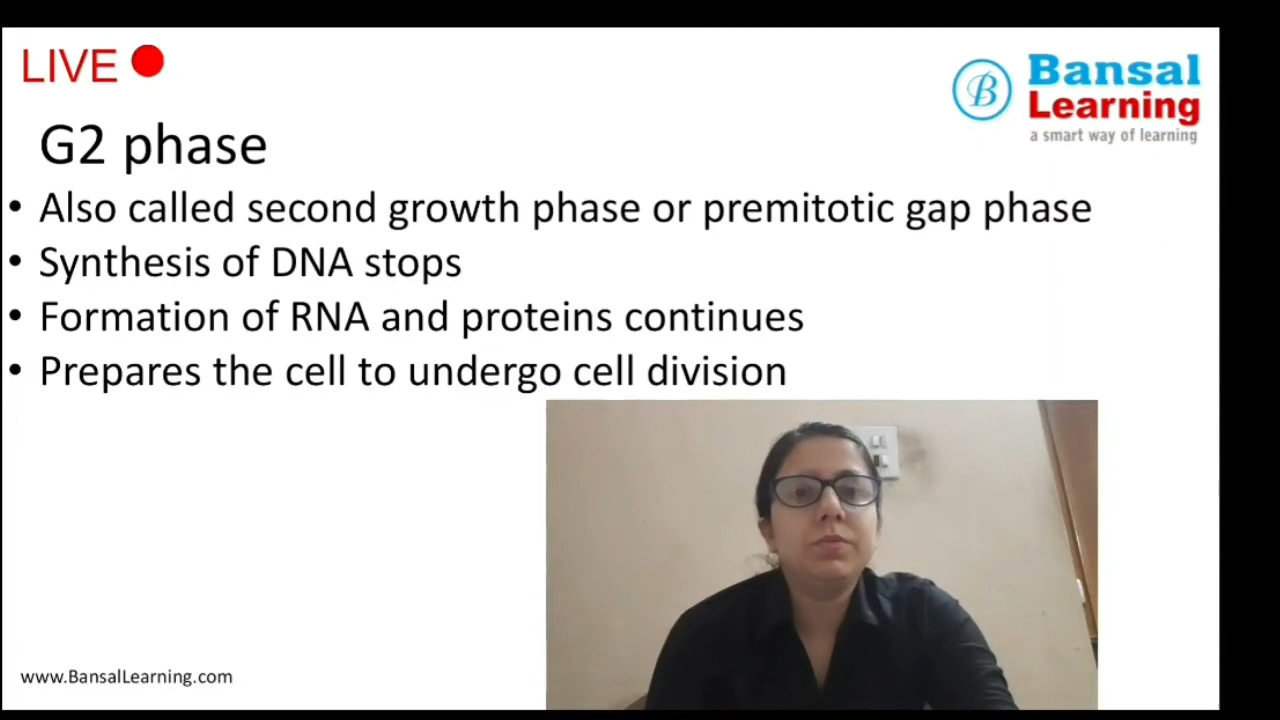 LIVE
Bansal
Learning
a smart way of learning
G2 phase
• Also called second growth phase or premitotic gap phase
• Synthesis of DNA stops
• Formation of RNA and proteins continues
• Prepares the cell to undergo cell division
www.BansalLearning.com